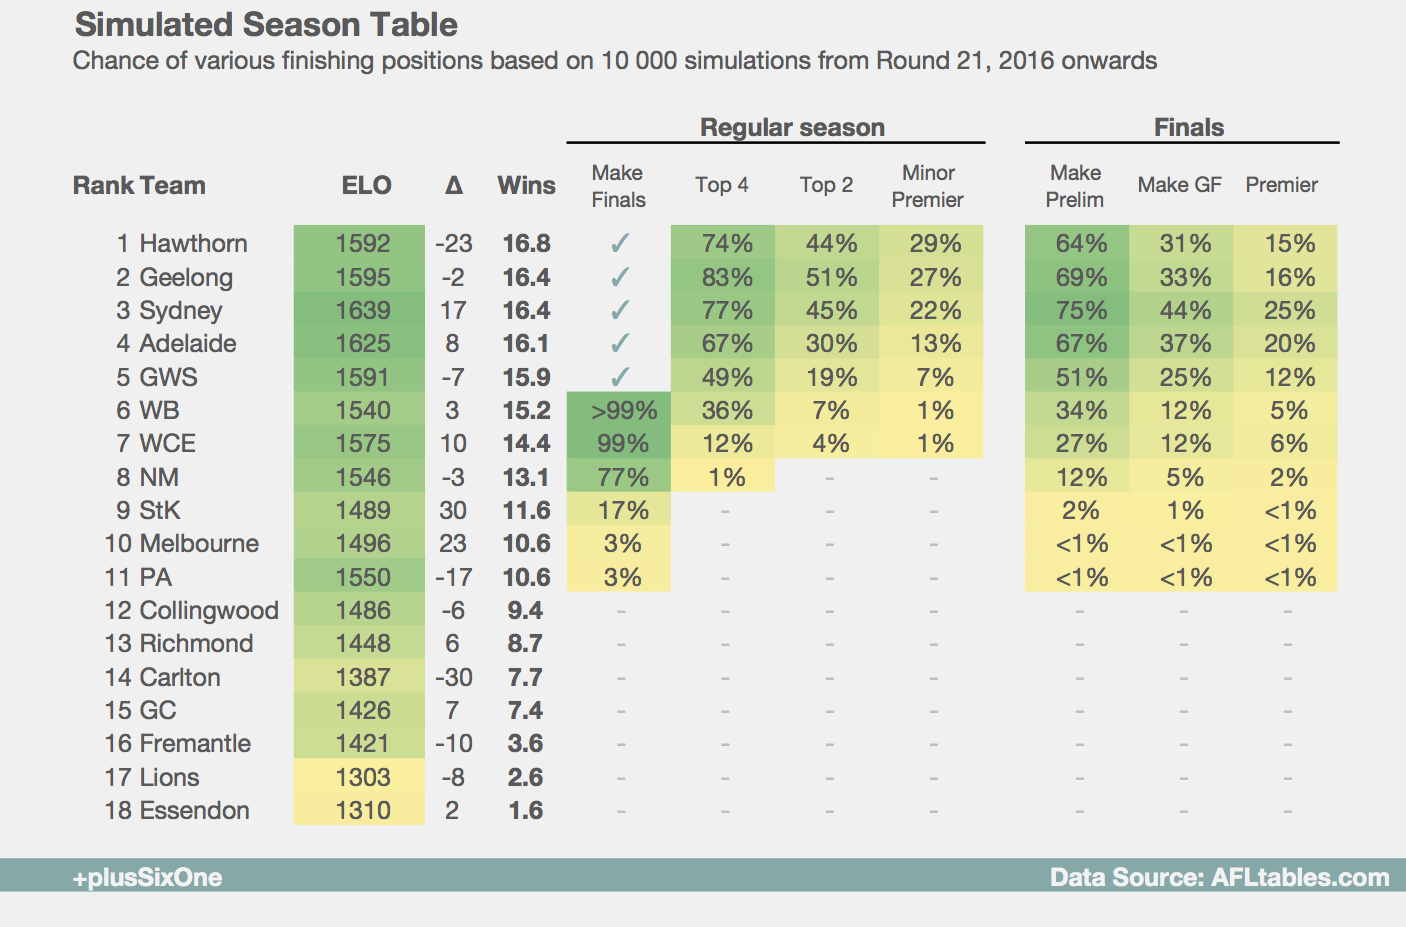 Simulated Season Table
Chance of various finishing positions based on 10 000 simulations from Round 21, 2016 onwards
Regular season Finals
Rank Team ELO Δ Wins Make Finals Top 4 Top 2 Minor Premier Make Prelim Make GF Premier
1 Hawthorn 1592 -23 16.8 ✓ 74% 44% 29% 64% 31% 15%
2 Geelong 1595 -2 16.4 ✓ 83% 51% 27% 69% 33% 16%
3 Sydney 1639 17 16.4 ✓ 77% 45% 22% 75% 44% 25%
4 Adelaide 1625 8 16.1 ✓ 67% 30% 13% 67% 37% 20%
5 GWS 1591 -7 15.9 ✓ 49% 19% 7% 51% 25% 12%
6 WB 1540 3 15.2 >99% 36% 7% 1% 34% 12% 5%
7 WCE 1575 10 14.4 99% 12% 4% 1% 27% 12% 6%
8 NM 1546 -3 13.1 77% 1% - - 12% 5% 2%
9 StK 1489 30 11.6 17% - - - 2% 1% <1%
10 Melbourne 1496 23 10.6 3% - - - <1% <1% <1%
11 PA 1550 -17 10.6 3% - - - <1% <1% <1%
12 Collingwood 1486 -6 9.4 - - - - - - -
13 Richmond 1448 6 8.7 - - - - - - -
14 Carlton 1387 -30 7.7 - - - - - - -
15 GC 1426 7 7.4 - - - - - - -
16 Fremantle 1421 -10 3.6 - - - - - - -
17 Lions 1303 -8 2.6 - - - - - - -
18 Essendon 1310 2 1.6 - - - - - - -
+plusSixOne Data Source: AFLtables.com